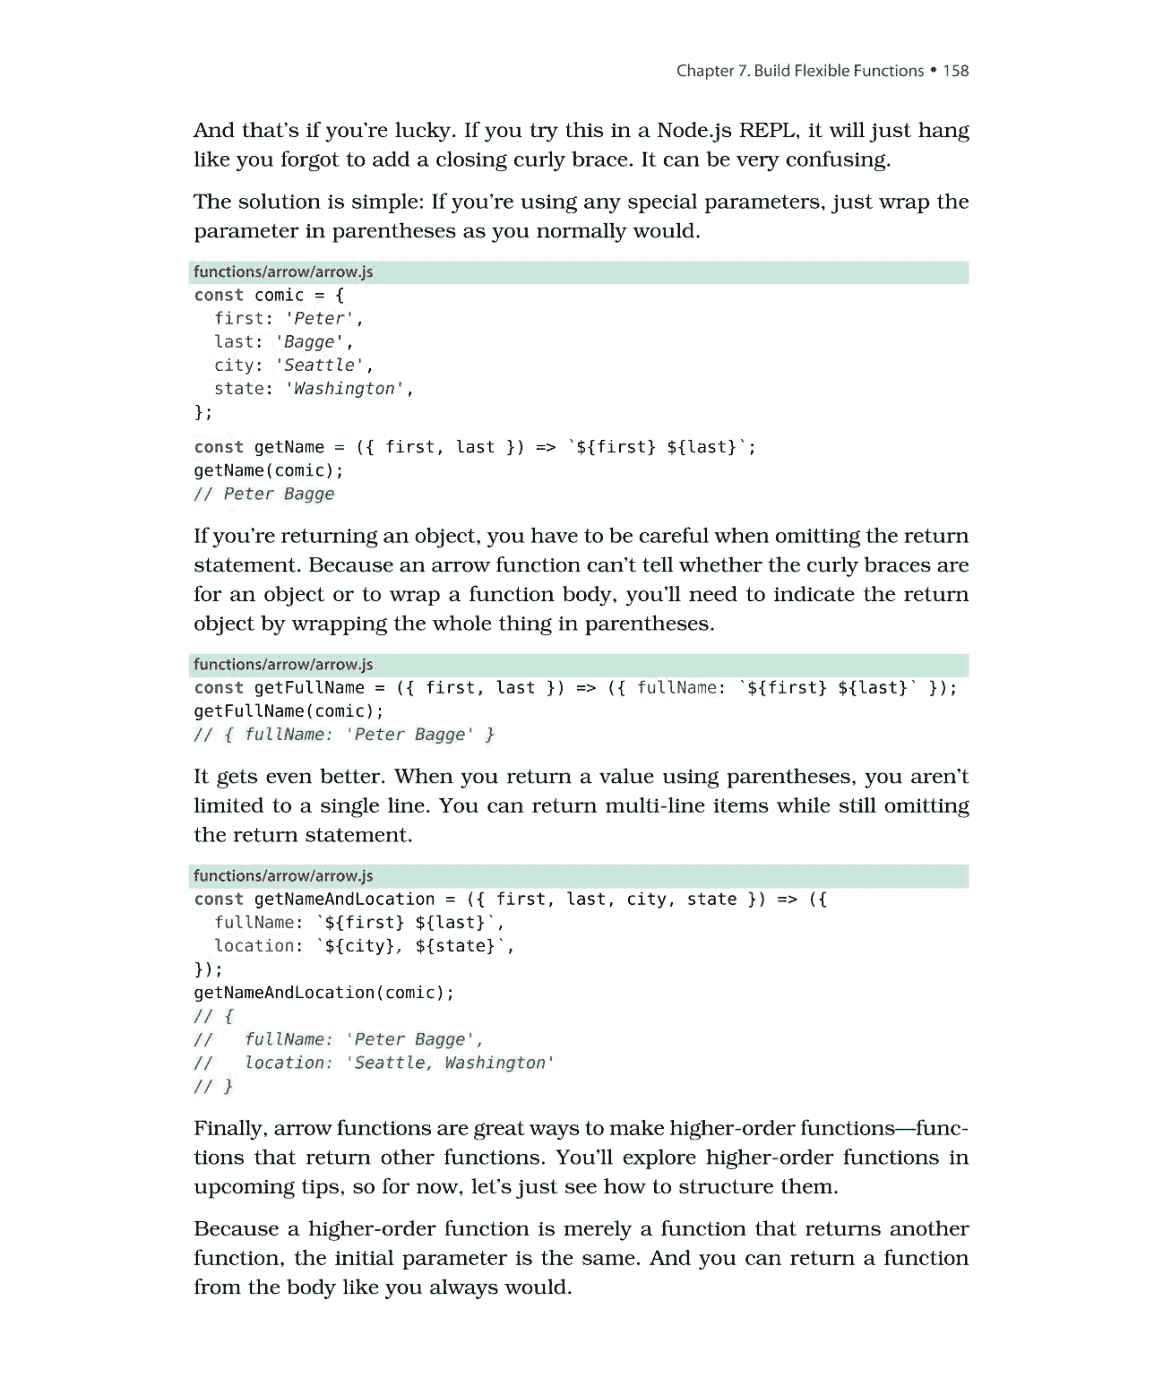 Chapter 7. Build Flexible Functions • 158
And that's if you're lucky. If you try this in a Node.js REPL, it will just hang
like you forgot to add a closing curly brace. It can be very confusing.
The solution is simple: If you're using any special parameters, just wrap the
parameter in parentheses as you normally would.
functions/arrow/arrow.js
const comic = {
  first: 'Peter',
  last: 'Bagge',
  city: 'Seattle',
  state: 'Washington',
};
const getName = ({ first, last }) => `${first} ${last}`;
getName(comic);
// Peter Bagge
If you're returning an object, you have to be careful when omitting the return
statement. Because an arrow function can't tell whether the curly braces are
for an object or to wrap a function body, you'll need to indicate the return
object by wrapping the whole thing in parentheses.
functions/arrow/arrow.js
const getFullName = ({ first, last }) => ({ fullName: `${first} ${last}` });
getFullName(comic);
// { fullName: 'Peter Bagge' }
It gets even better. When you return a value using parentheses, you aren't
limited to a single line. You can return multi-line items while still omitting
the return statement.
functions/arrow/arrow.js
const getNameAndLocation = ({ first, last, city, state }) => ({
  fullName: `${first} ${last}`,
  location: `${city}, ${state}`,
});
getNameAndLocation(comic);
// {
//   fullName: 'Peter Bagge',
//   location: 'Seattle, Washington'
// }
Finally, arrow functions are great ways to make higher-order functions—func-
tions that return other functions. You'll explore higher-order functions in
upcoming tips, so for now, let's just see how to structure them.
Because a higher-order function is merely a function that returns another
function, the initial parameter is the same. And you can return a function
from the body like you always would.